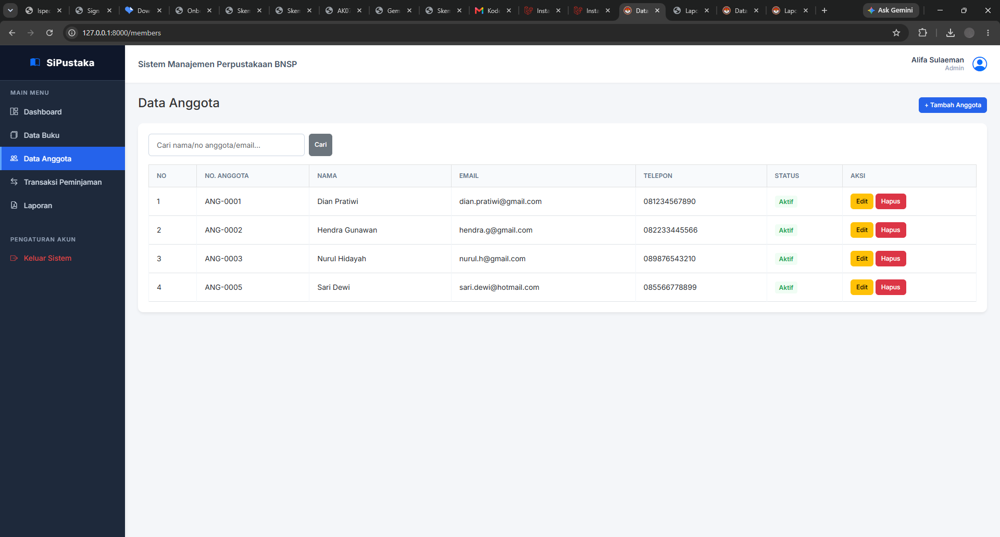 Ispec
Sign
Dow
Onb
Sker
Sker
AK07
Gem
Sker
Kode
Insta
Insta
Data
Lapo
Data
Lapo
Ask Gemini
127.0.0.1:8000/members
SiPustaka
Sistem Manajemen Perpustakaan BNSP
Alifa Sulaeman
Admin
MAIN MENU
Dashboard
Data Buku
Data Anggota
Transaksi Peminjaman
Laporan
PENGATURAN AKUN
Keluar Sistem
Data Anggota
+ Tambah Anggota
Cari nama/no anggota/email...
Cari
NO NO. ANGGOTA NAMA EMAIL TELEPON STATUS AKSI
1 ANG-0001 Dian Pratiwi dian.pratiwi@gmail.com 081234567890 Aktif Edit Hapus
2 ANG-0002 Hendra Gunawan hendra.g@gmail.com 082233445566 Aktif Edit Hapus
3 ANG-0003 Nurul Hidayah nurul.h@gmail.com 089876543210 Aktif Edit Hapus
4 ANG-0005 Sari Dewi sari.dewi@hotmail.com 085566778899 Aktif Edit Hapus